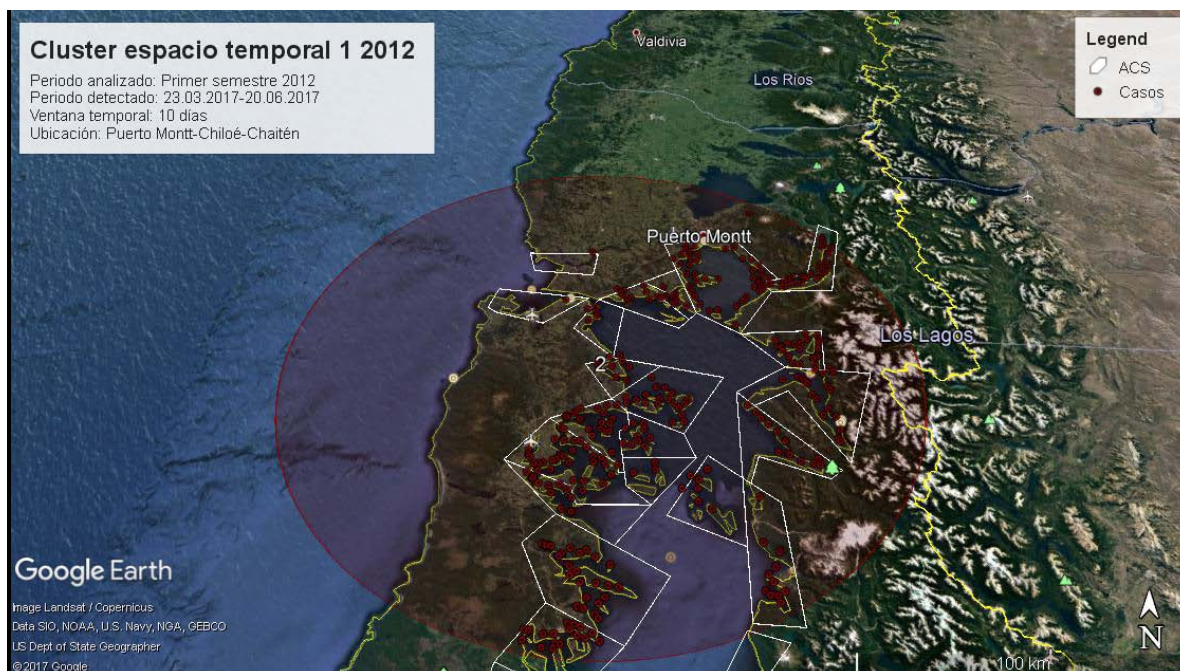 Cluster espacio temporal 1 2012
Periodo analizado: Primer semestre 2012
Periodo detectado: 23.03.2017-20.06.2017
Ventana temporal: 10 días
Ubicación: Puerto Montt-Chiloé-Chaitén
Legend
ACS
Casos
Valdivia
Los Ríos
Puerto Montt
Los Lagos
2
Google Earth
Image Landsat / Copernicus
Data SIO, NOAA, U.S. Navy, NGA, GEBCO
US Dept of State Geographer
© 2017 Google
N
100 km